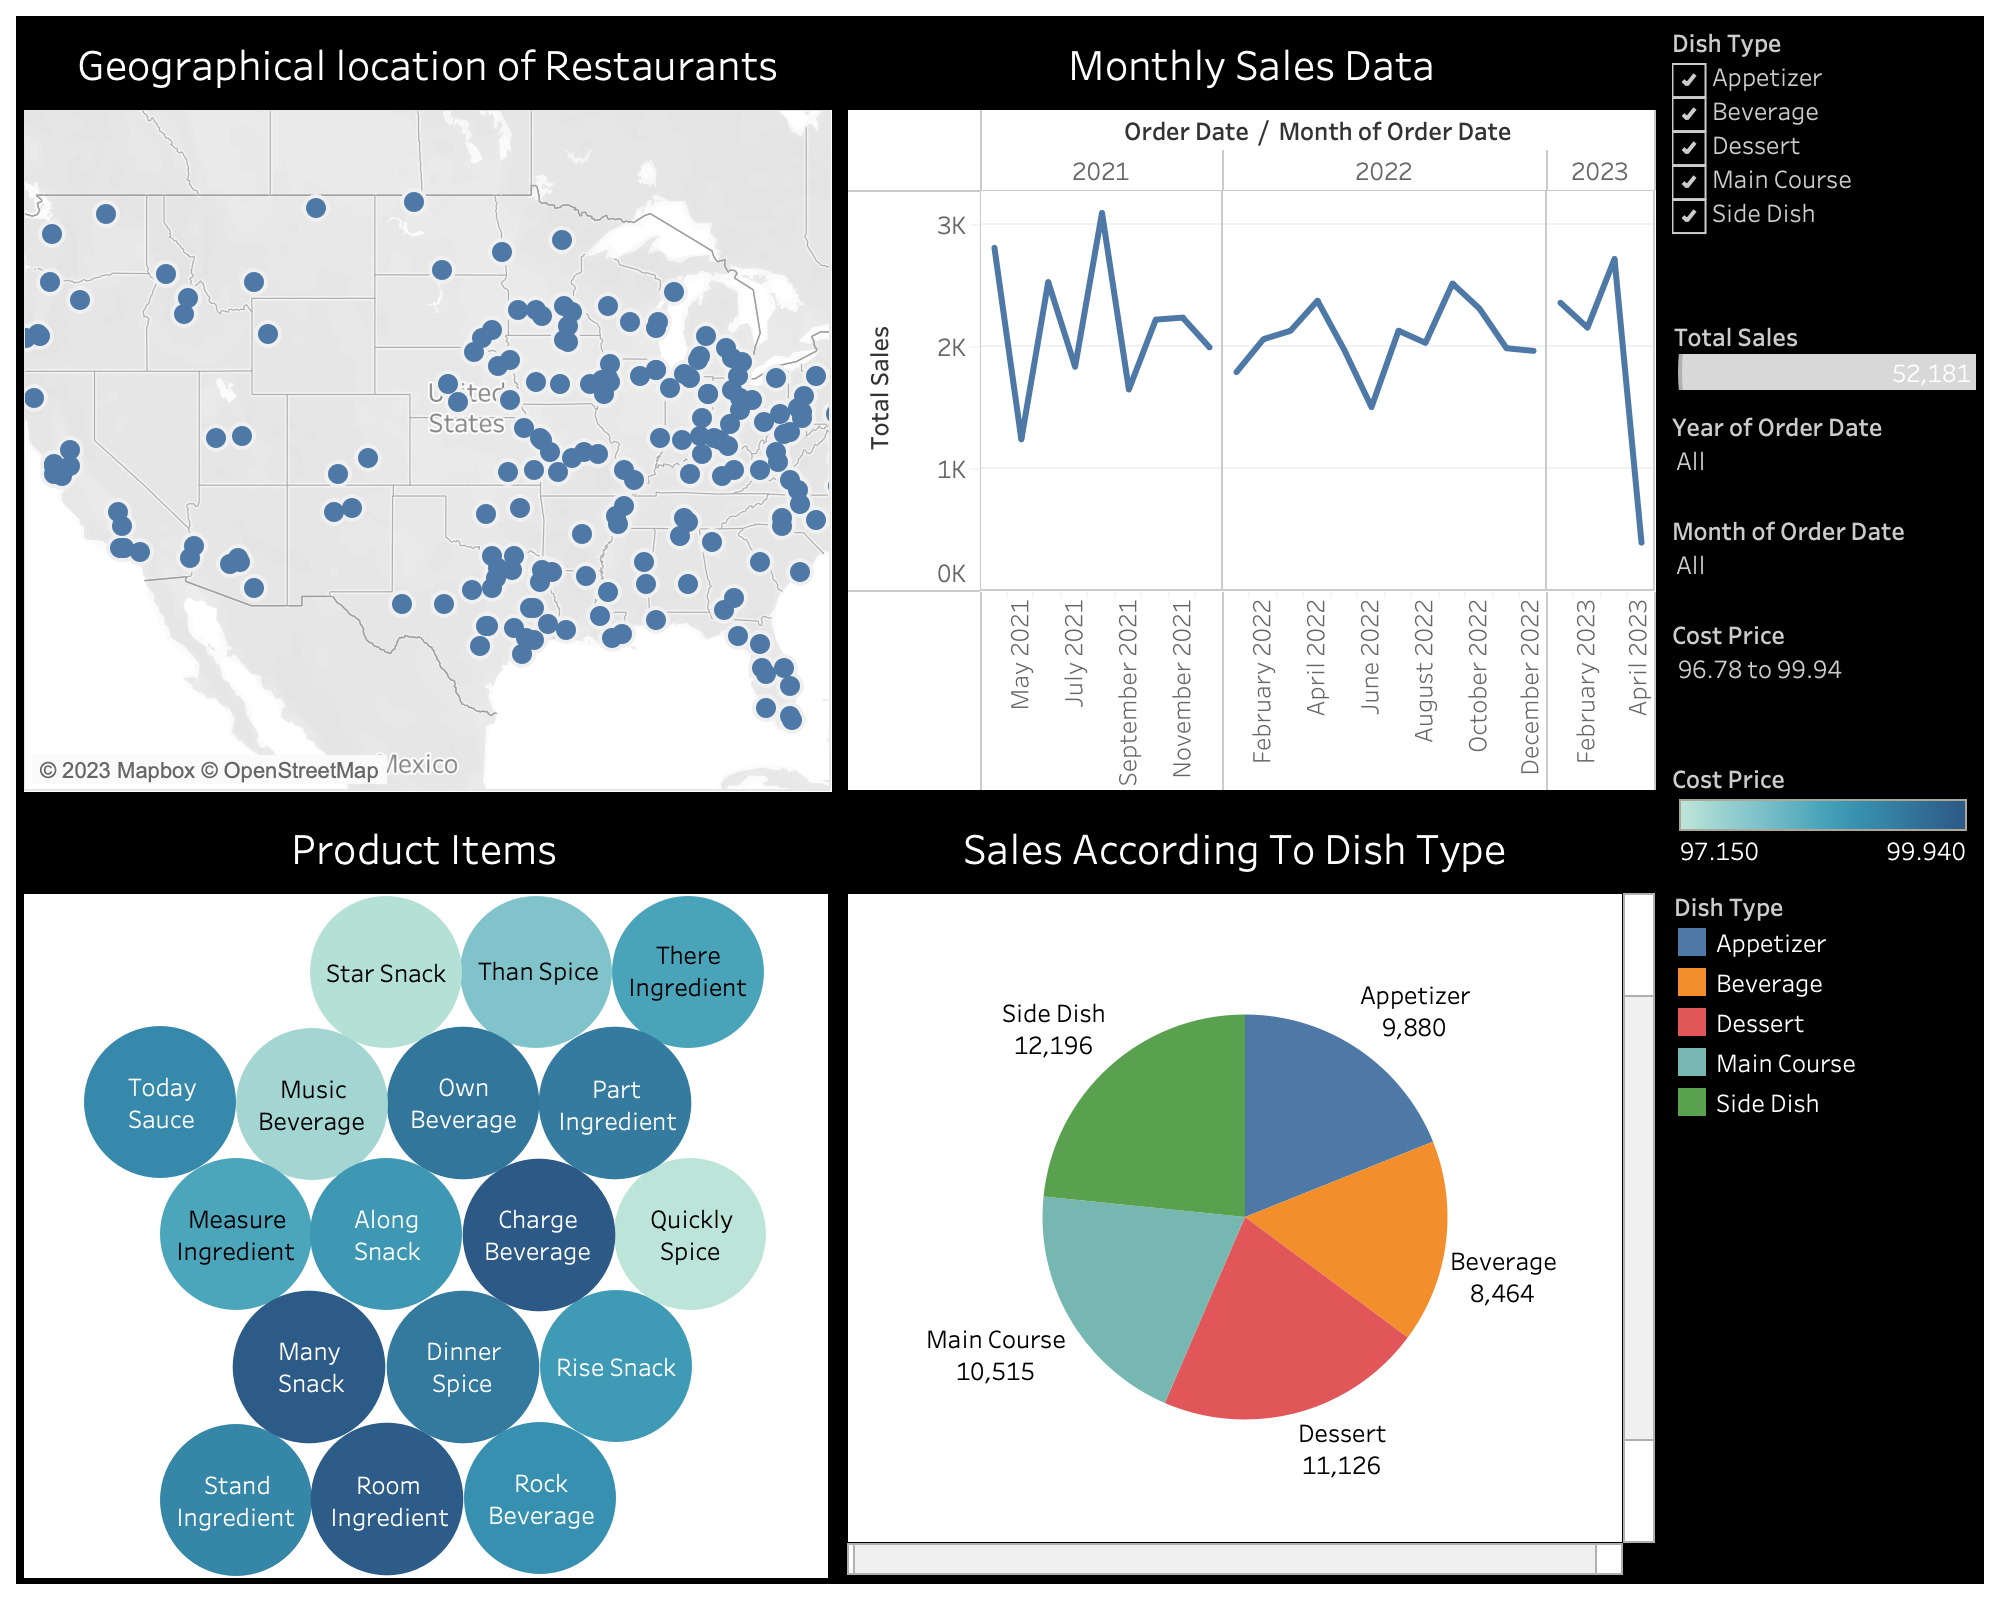 Geographical location of Restaurants
United
States
© 2023 Mapbox © OpenStreetMap
Mexico
Monthly Sales Data
Order Date / Month of Order Date
2021
2022
2023
Total Sales
3K
2K
1K
0K
May 2021
July 2021
September 2021
November 2021
February 2022
April 2022
June 2022
August 2022
October 2022
December 2022
February 2023
April 2023
Dish Type
Appetizer
Beverage
Dessert
Main Course
Side Dish
Total Sales
52,181
Year of Order Date
All
Month of Order Date
All
Cost Price
96.78 to 99.94
Cost Price
97.150
99.940
Dish Type
Appetizer
Beverage
Dessert
Main Course
Side Dish
Product Items
Star Snack
Than Spice
There
Ingredient
Today
Sauce
Music
Beverage
Own
Beverage
Part
Ingredient
Measure
Ingredient
Along
Snack
Charge
Beverage
Quickly
Spice
Many
Snack
Dinner
Spice
Rise Snack
Stand
Ingredient
Room
Ingredient
Rock
Beverage
Sales According To Dish Type
Side Dish
12,196
Appetizer
9,880
Beverage
8,464
Main Course
10,515
Dessert
11,126